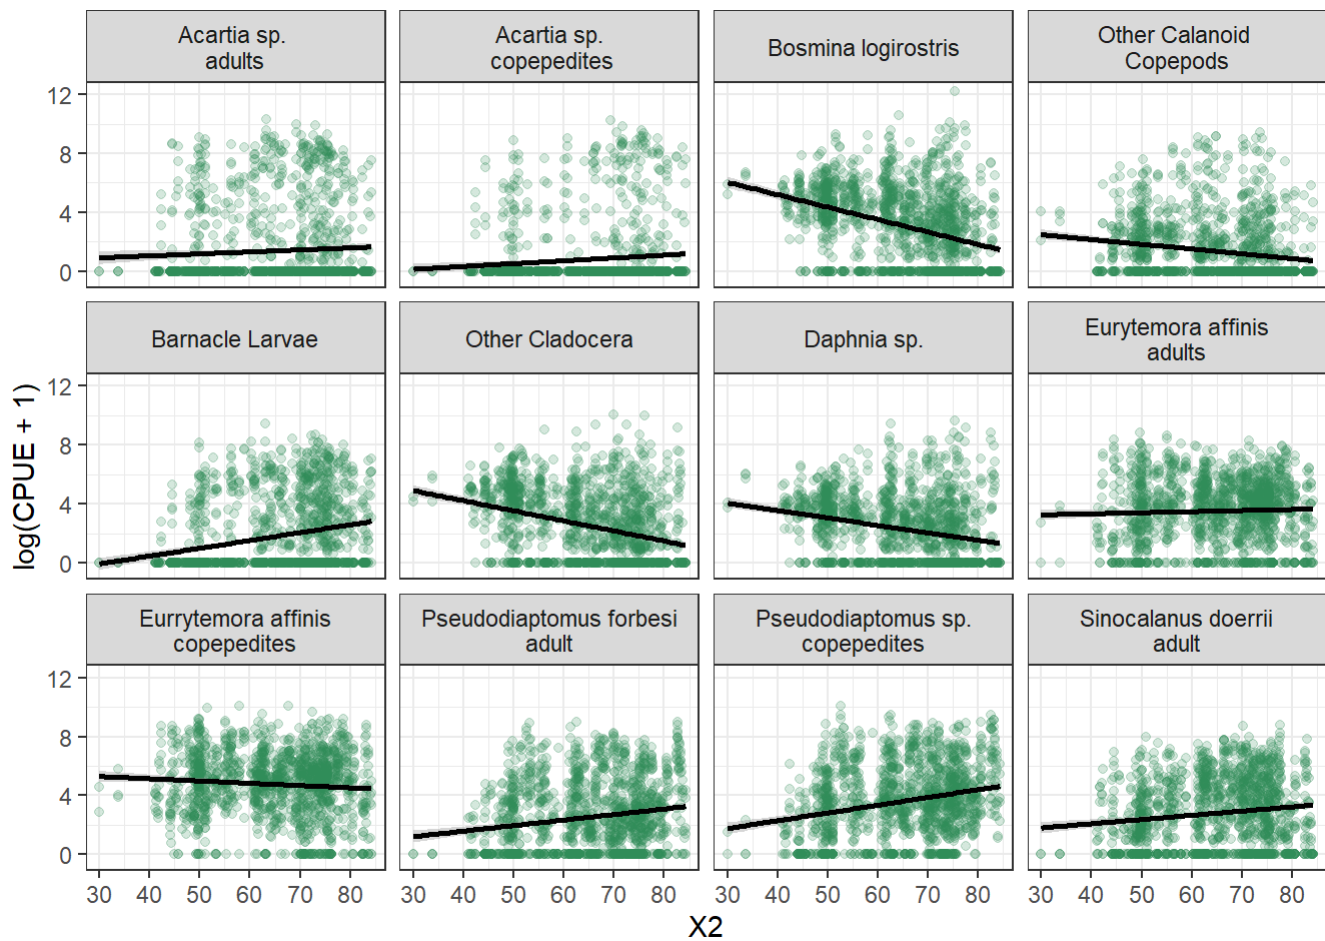 Acartia sp.
adults
Acartia sp.
copepedites
Bosmina logirostris
Other Calanoid
Copepods
12
8
4
0
Barnacle Larvae
Other Cladocera
Daphnia sp.
Eurytemora affinis
adults
12
8
4
0
log(CPUE + 1)
Eurrytemora affinis
copepedites
Pseudodiaptomus forbesi
adult
Pseudodiaptomus sp.
copepedites
Sinocalanus doerrii
adult
12
8
4
0
30 40 50 60 70 80
30 40 50 60 70 80
30 40 50 60 70 80
30 40 50 60 70 80
X2